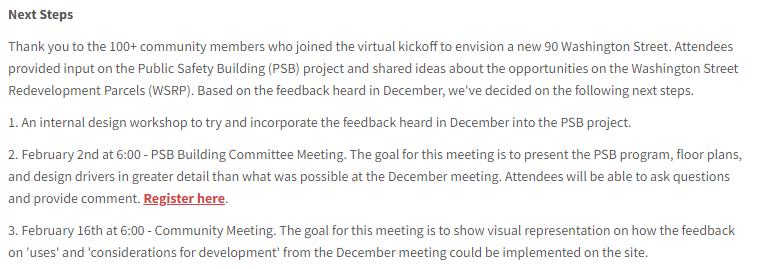 Next Steps
Thank you to the 100+ community members who joined the virtual kickoff to envision a new 90 Washington Street. Attendees
provided input on the Public Safety Building (PSB) project and shared ideas about the opportunities on the Washington Street
Redevelopment Parcels (WSRP). Based on the feedback heard in December, we've decided on the following next steps.
1. An internal design workshop to try and incorporate the feedback heard in December into the PSB project.
2. February 2nd at 6:00 - PSB Building Committee Meeting. The goal for this meeting is to present the PSB program, floor plans,
and design drivers in greater detail than what was possible at the December meeting. Attendees will be able to ask questions
and provide comment. Register here.
3. February 16th at 6:00 - Community Meeting. The goal for this meeting is to show visual representation on how the feedback
on 'uses' and 'considerations for development' from the December meeting could be implemented on the site.